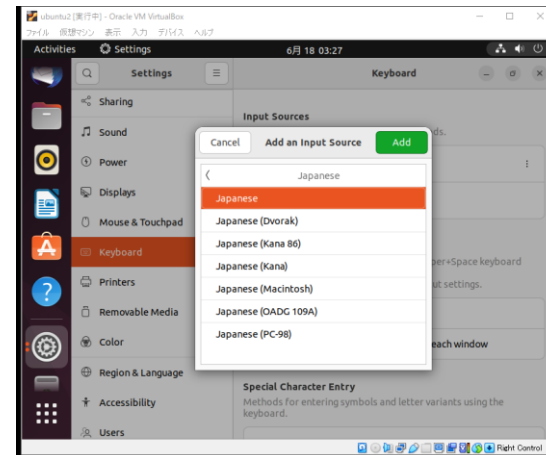 ubuntu2 [実行中] - Oracle VM VirtualBox
ファイル 仮想マシン 表示 入力 デバイス ヘルプ
Activities Settings 6月 18 03:27
Settings Keyboard
Sharing
Sound
Power
Displays
Mouse & Touchpad
Keyboard
Printers
Removable Media
Color
Region & Language
Accessibility
Users
Input Sources
ds.
Cancel Add an Input Source Add
Japanese
Japanese
Japanese (Dvorak)
Japanese (Kana 86)
Japanese (Kana)
Japanese (Macintosh)
Japanese (OADG 109A)
Japanese (PC-98)
per+Space keyboard
ut settings.
each window
Special Character Entry
Methods for entering symbols and letter variants using the
keyboard.
Right Control